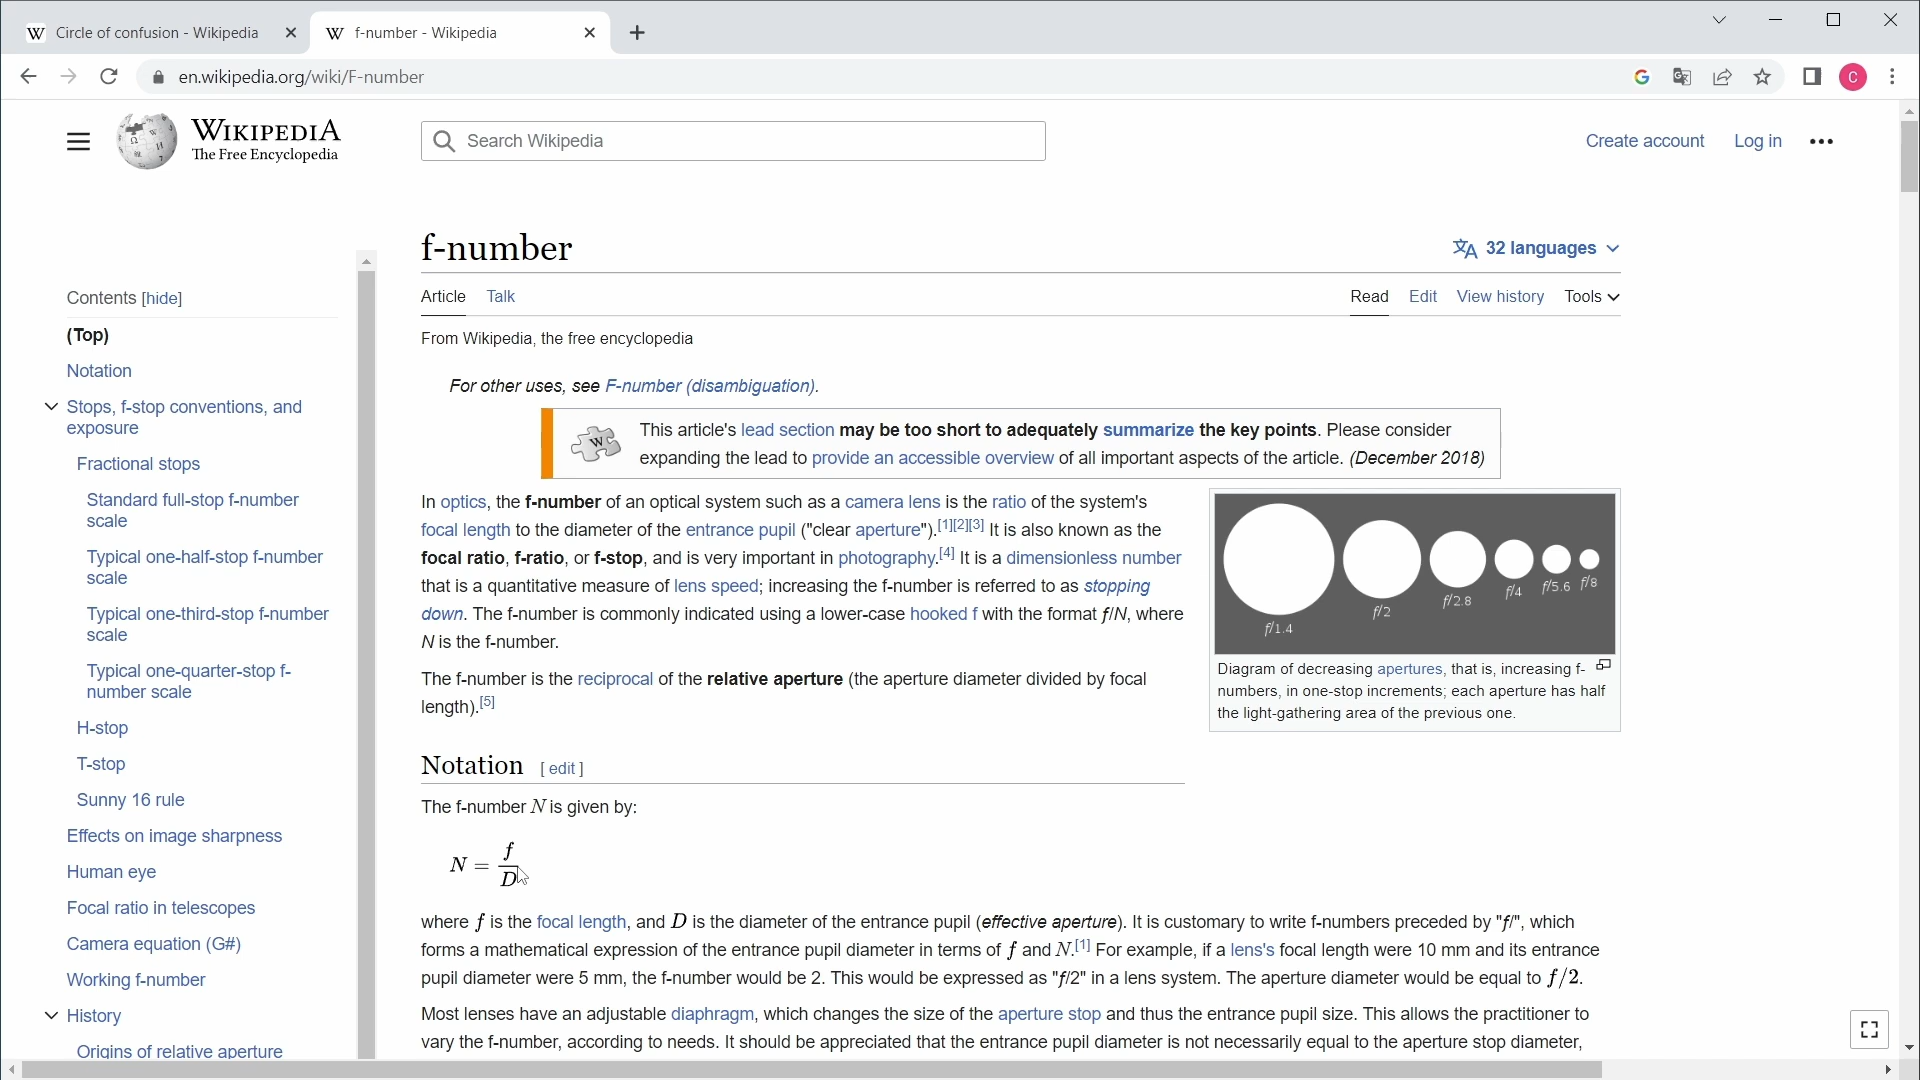 Circle of confusion - Wikipedia
f-number - Wikipedia
en.wikipedia.org/wiki/F-number
C
WIKIPEDIA
The Free Encyclopedia
Search Wikipedia
Create account
Log in
f-number
32 languages
Article
Talk
Read
Edit
View history
Tools
From Wikipedia, the free encyclopedia
Contents [hide]
(Top)
Notation
Stops, f-stop conventions, and
exposure
Fractional stops
Standard full-stop f-number
scale
Typical one-half-stop f-number
scale
Typical one-third-stop f-number
scale
Typical one-quarter-stop f-
number scale
H-stop
T-stop
Sunny 16 rule
Effects on image sharpness
Human eye
Focal ratio in telescopes
Camera equation (G#)
Working f-number
History
Origins of relative aperture
For other uses, see F-number (disambiguation).
This article's lead section may be too short to adequately summarize the key points. Please consider
expanding the lead to provide an accessible overview of all important aspects of the article. (December 2018)
In optics, the f-number of an optical system such as a camera lens is the ratio of the system's
focal length to the diameter of the entrance pupil ("clear aperture").[1][2][3] It is also known as the
focal ratio, f-ratio, or f-stop, and is very important in photography.[4] It is a dimensionless number
that is a quantitative measure of lens speed; increasing the f-number is referred to as stopping
down. The f-number is commonly indicated using a lower-case hooked f with the format f/N, where
N is the f-number.
The f-number is the reciprocal of the relative aperture (the aperture diameter divided by focal
length).[5]
f/1.4
f/2
f/2.8
f/4
f/5.6
f/8
Diagram of decreasing apertures, that is, increasing f-
numbers, in one-stop increments; each aperture has half
the light-gathering area of the previous one.
Notation [ edit ]
The f-number N is given by:
N = f
D
where f is the focal length, and D is the diameter of the entrance pupil (effective aperture). It is customary to write f-numbers preceded by "f/", which
forms a mathematical expression of the entrance pupil diameter in terms of f and N.[1] For example, if a lens's focal length were 10 mm and its entrance
pupil diameter were 5 mm, the f-number would be 2. This would be expressed as "f/2" in a lens system. The aperture diameter would be equal to f/2.
Most lenses have an adjustable diaphragm, which changes the size of the aperture stop and thus the entrance pupil size. This allows the practitioner to
vary the f-number, according to needs. It should be appreciated that the entrance pupil diameter is not necessarily equal to the aperture stop diameter,